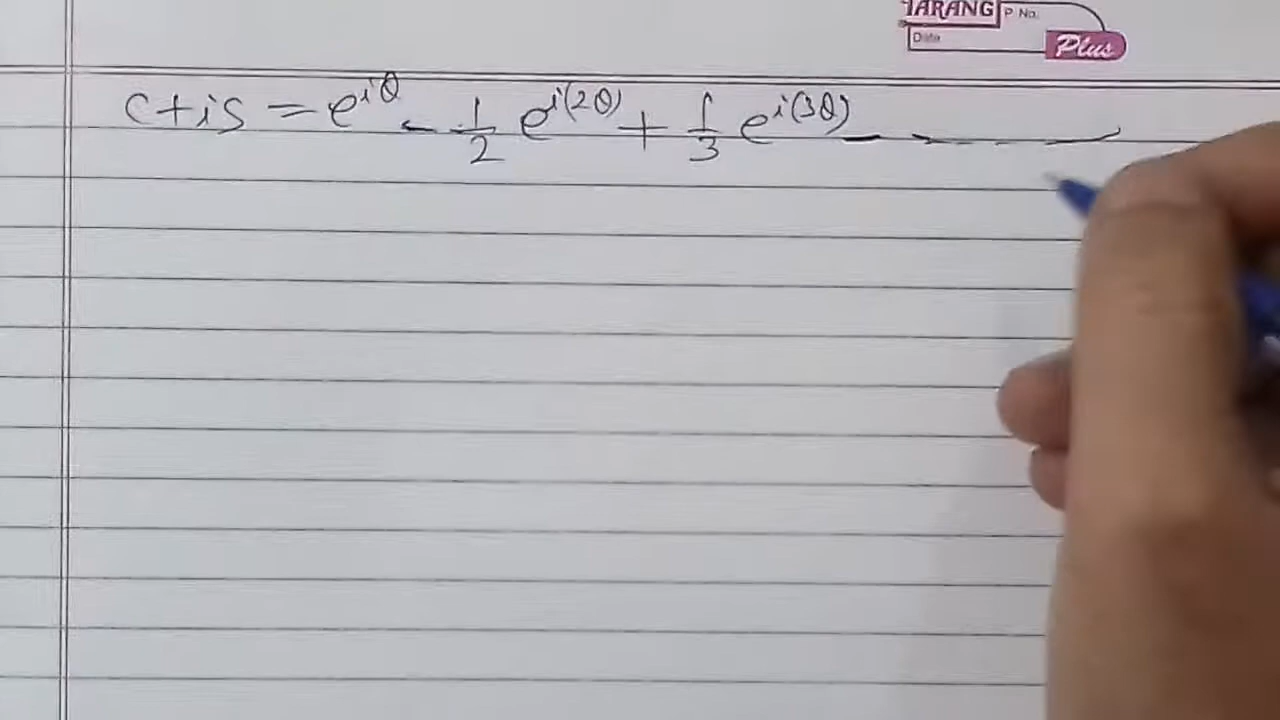 TARANG P. No.
Date Plus
C+iS = e^{iθ} - 1/2 e^{i(2θ)} + 1/3 e^{i(3θ)} - - - - -